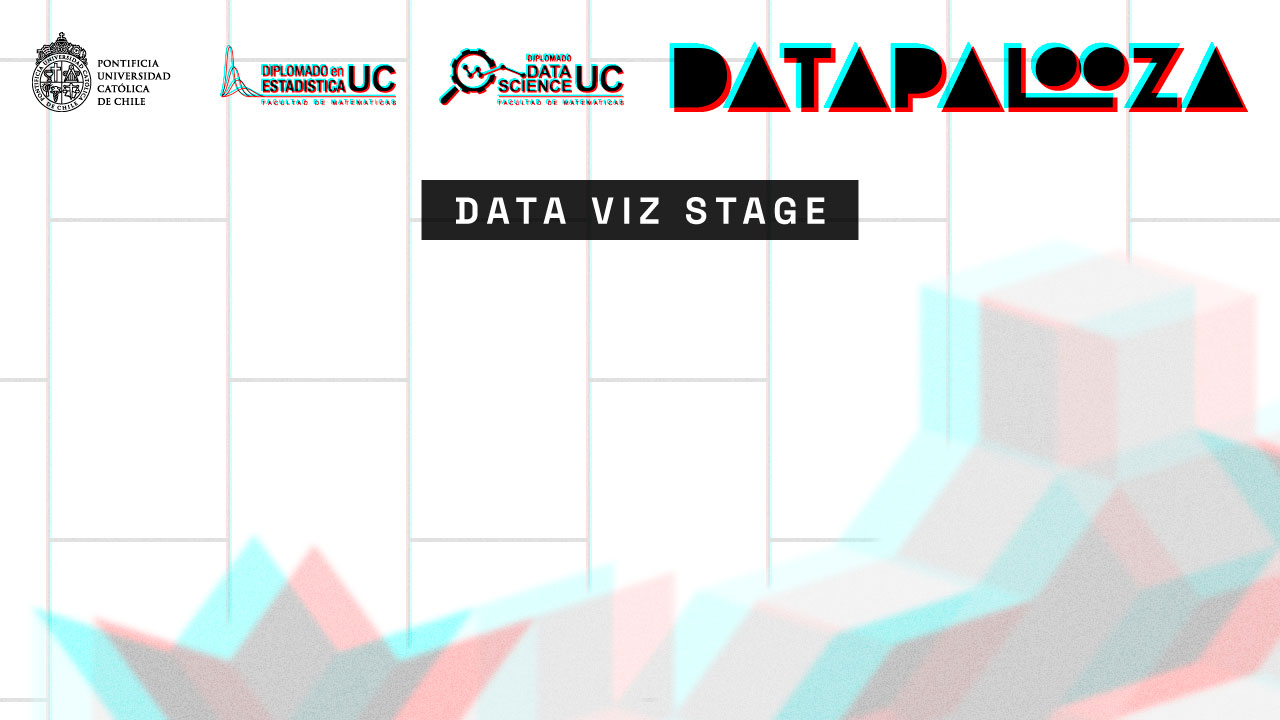 PONTIFICIA
UNIVERSIDAD
CATÓLICA
DE CHILE
DIPLOMADO en
ESTADISTICA UC
FACULTAD DE MATEMATICAS
DIPLOMADO
DATA
SCIENCE UC
FACULTAD DE MATEMATICAS
DATAPALOOZA
DATA VIZ STAGE